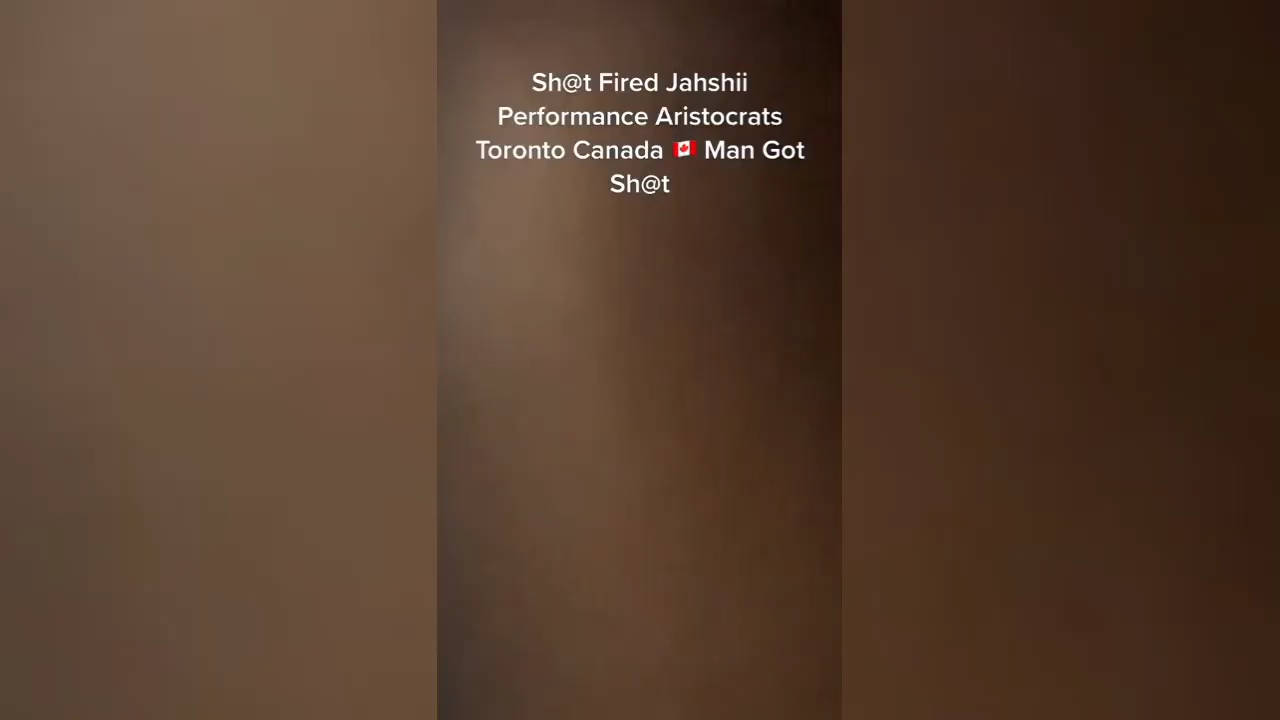 Sh@t Fired Jahshii
Performance Aristocrats
Toronto Canada 🇨🇦 Man Got
Sh@t